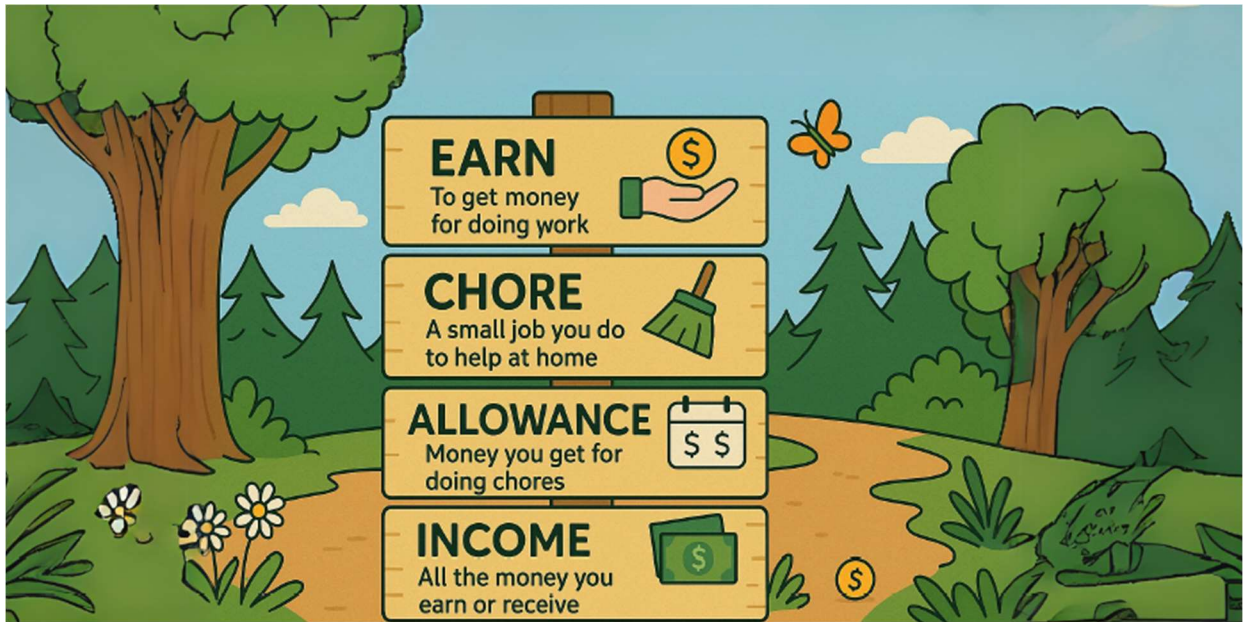 EARN
To get money
for doing work
$
CHORE
A small job you do
to help at home
ALLOWANCE
Money you get for
doing chores
$ $
INCOME
All the money you
earn or receive
$
$